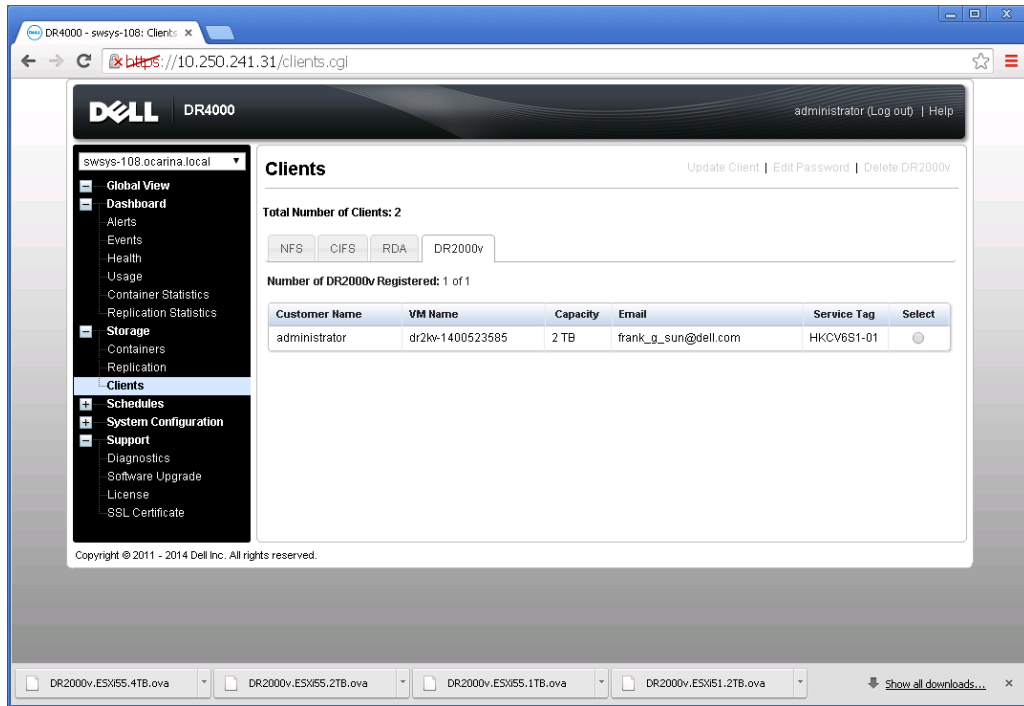 DR4000 - swsys-108: Clients
https://10.250.241.31/clients.cgi
DELL DR4000
administrator (Log out) | Help
swsys-108.ocarina.local
Global View
Dashboard
Alerts
Events
Health
Usage
Container Statistics
Replication Statistics
Storage
Containers
Replication
Clients
Schedules
System Configuration
Support
Diagnostics
Software Upgrade
License
SSL Certificate
Clients
Update Client | Edit Password | Delete DR2000v
Total Number of Clients: 2
NFS CIFS RDA DR2000v
Number of DR2000v Registered: 1 of 1
Customer Name VM Name Capacity Email Service Tag Select
administrator dr2kv-1400523585 2 TB frank_g_sun@dell.com HKCV6S1-01
Copyright © 2011 - 2014 Dell Inc. All rights reserved.
DR2000v.ESXi55.4TB.ova DR2000v.ESXi55.2TB.ova DR2000v.ESXi55.1TB.ova DR2000v.ESXi51.2TB.ova Show all downloads...